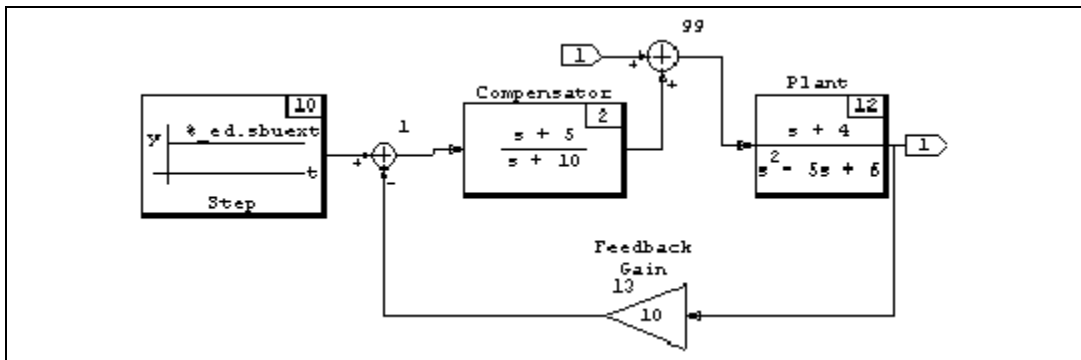 99
1
+
+
Compensator
Plant
10
2
12
%_ed.sbuext
y
t
Step
1
+
-
s + 5
s + 10
s + 4
s² - 5s + 6
1
Feedback
Gain
13
10